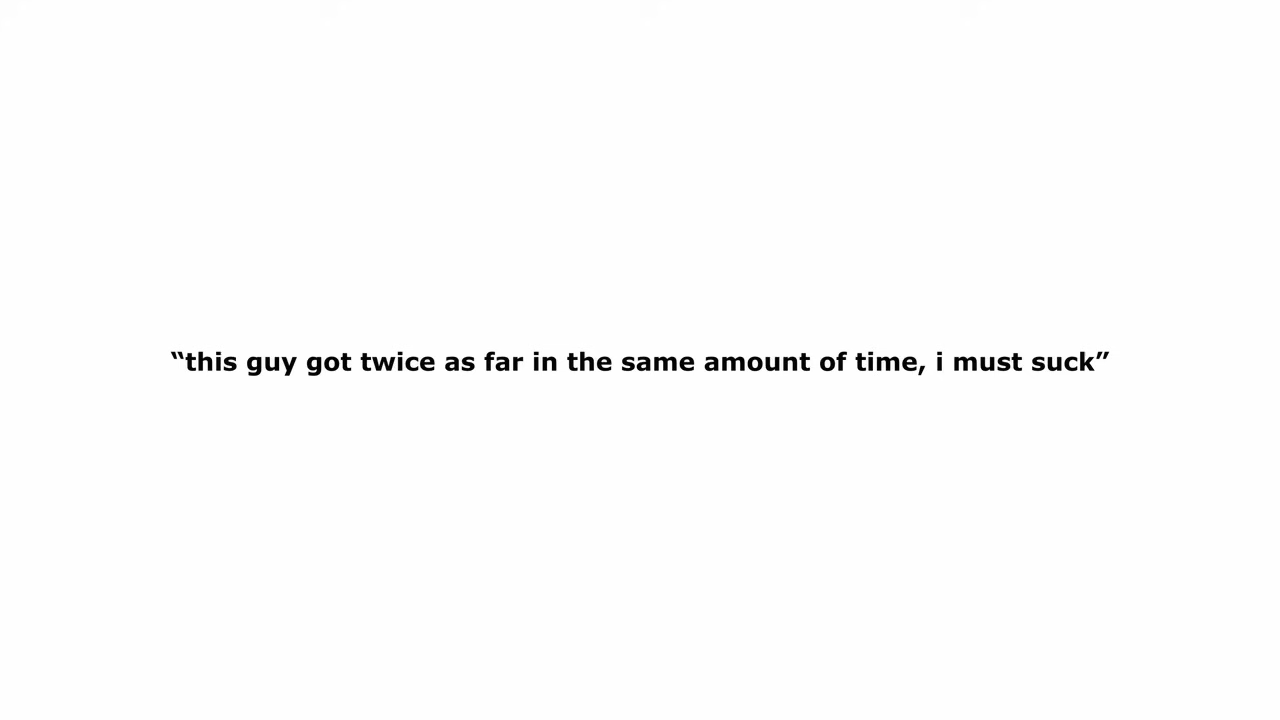 “this guy got twice as far in the same amount of time, i must suck”